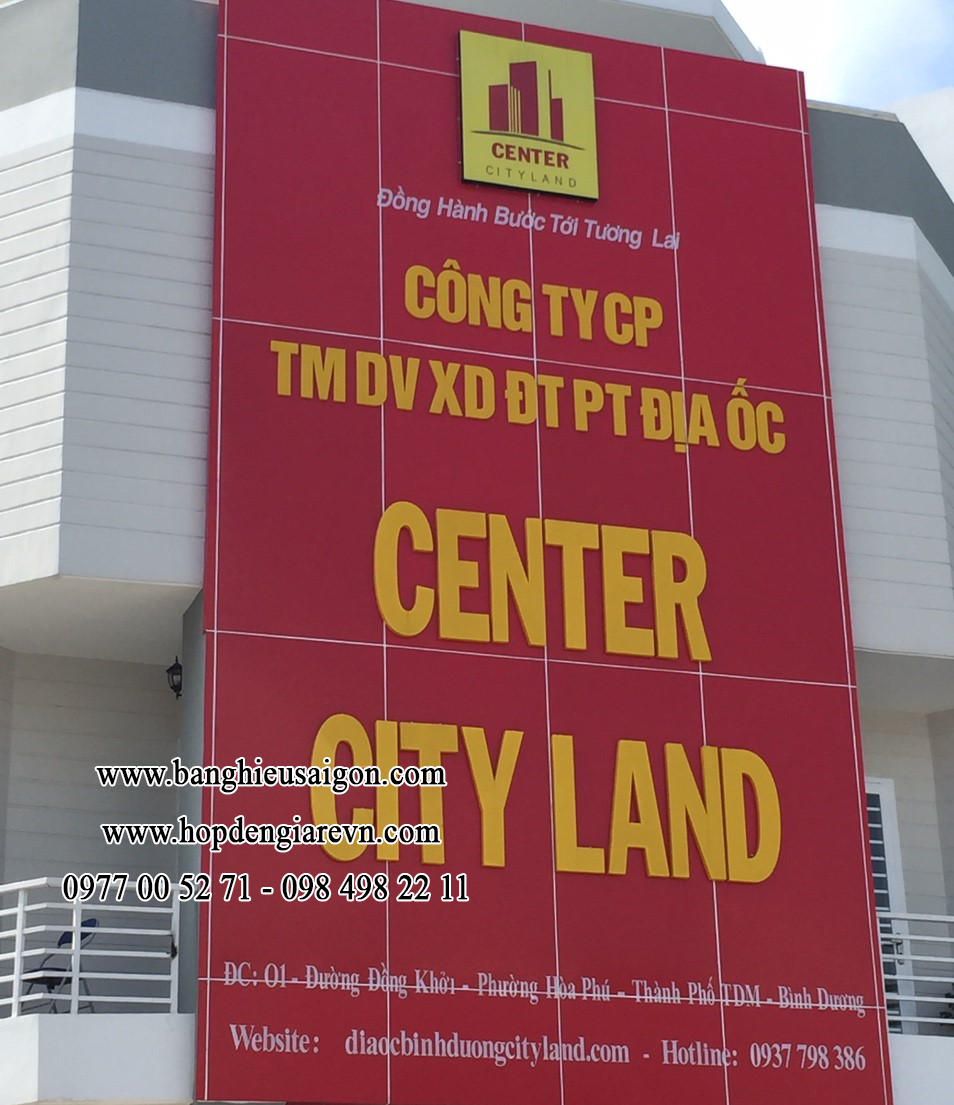 CENTER
CITYLAND
Đồng Hành Bước Tới Tương Lai
CÔNG TY CP
TM DV XD ĐT PT ĐỊA ỐC
CENTER
CITY LAND
www.banghieusaigon.com
www.hopdengiarevn.com
0977 00 52 71 - 098 498 22 11
ĐC: O1 - Đường Đồng Khởi - Phường Hòa Phú - Thành Phố TDM - Bình Dương
Website: diaocbinhduongcityland.com - Hotline: 0937 798 386